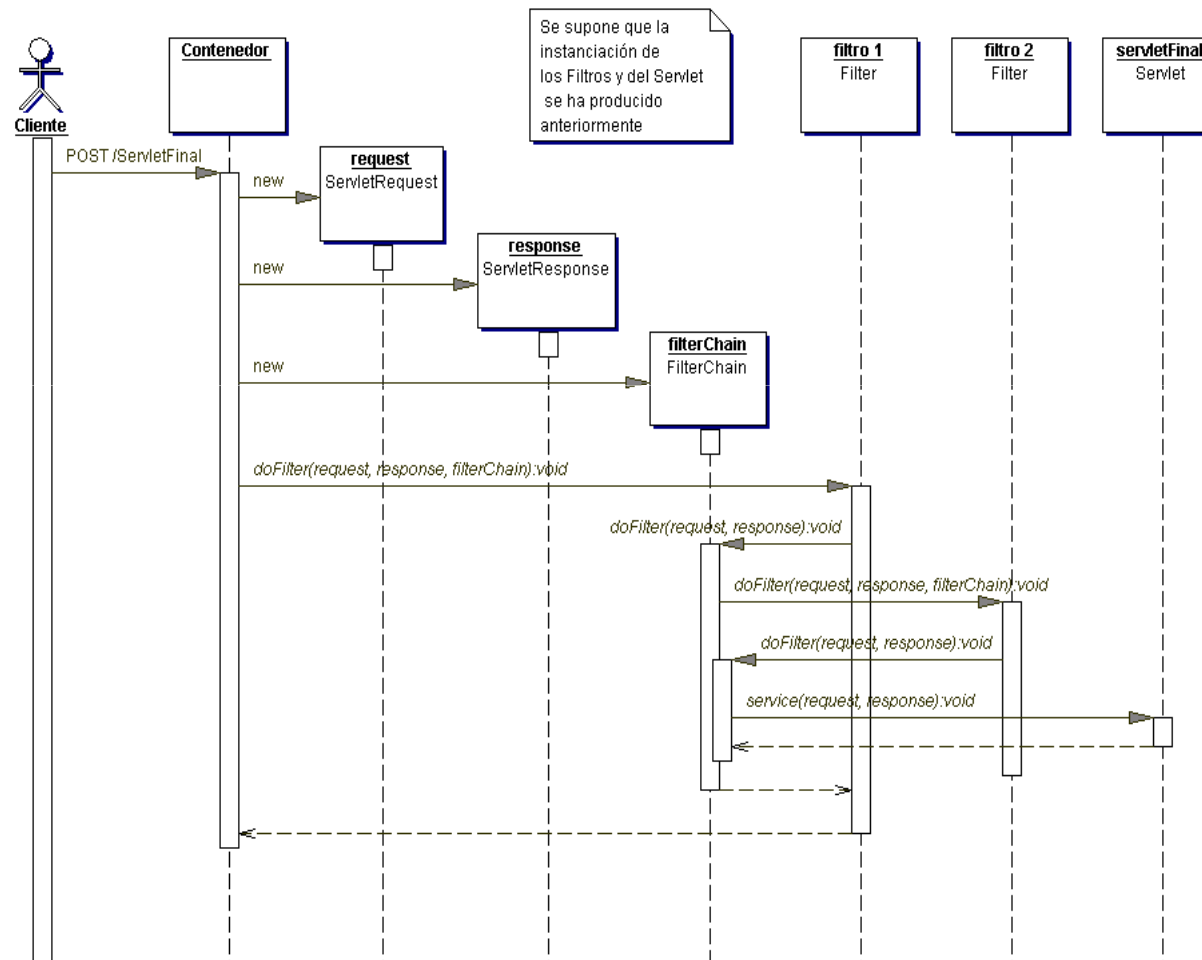 Se supone que la
instanciación de
los Filtros y del Servlet
se ha producido
anteriormente
Contenedor
filtro 1
Filter
filtro 2
Filter
servletFinal
Servlet
Cliente
POST /ServletFinal
request
ServletRequest
new
response
ServletResponse
new
filterChain
FilterChain
new
doFilter(request, response, filterChain):void
doFilter(request, response):void
doFilter(request, response, filterChain):void
doFilter(request, response):void
service(request, response):void